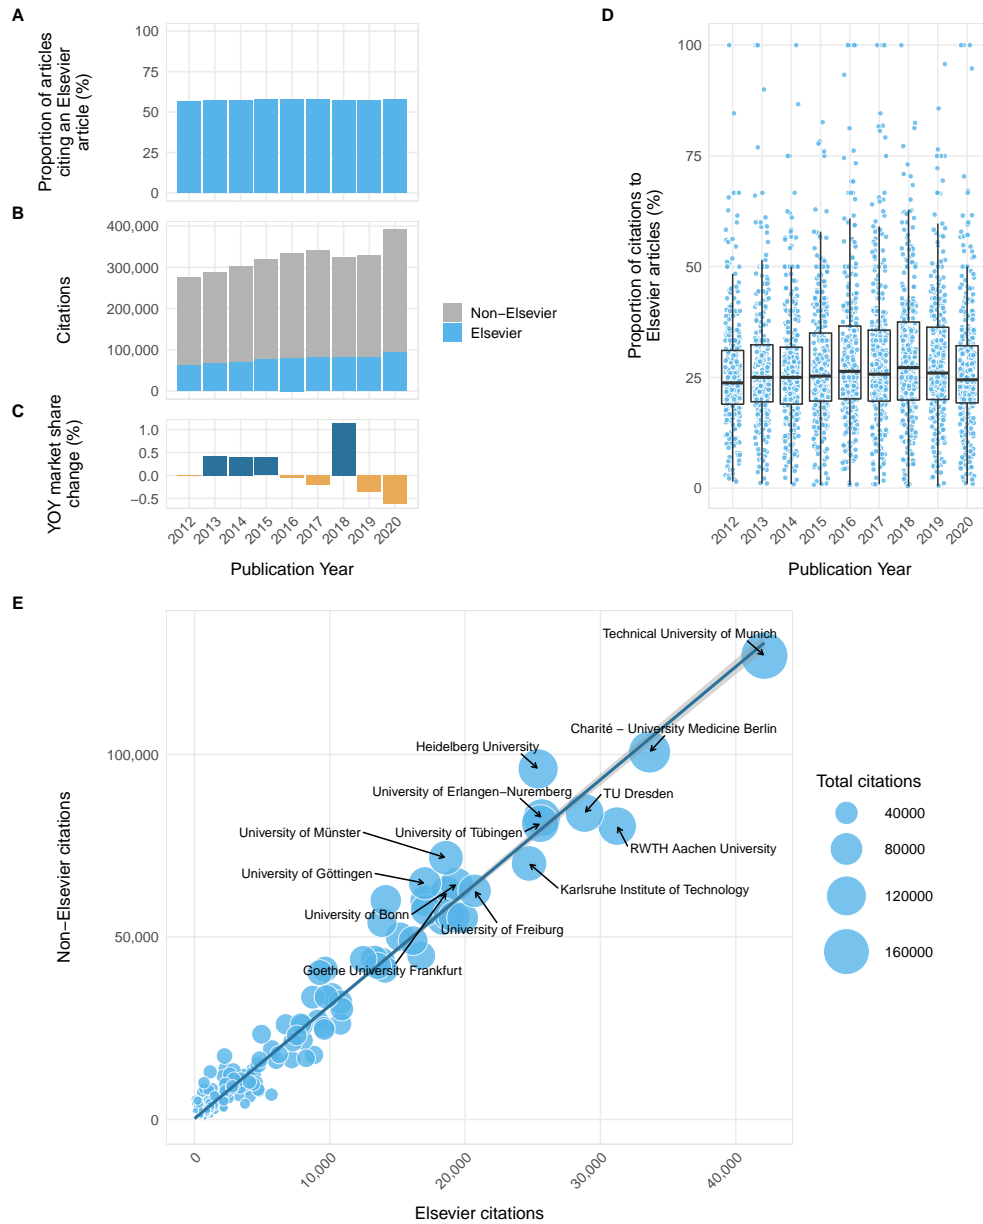 A
Proportion of articles
citing an Elsevier
article (%)
100
75
50
25
0
B
Citations
400,000
300,000
200,000
100,000
0
Non−Elsevier
Elsevier
C
YOY market share
change (%)
1.0
0.5
0.0
−0.5
2012
2013
2014
2015
2016
2017
2018
2019
2020
Publication Year
D
Proportion of citations to
Elsevier articles (%)
100
75
50
25
0
2012
2013
2014
2015
2016
2017
2018
2019
2020
Publication Year
E
Non−Elsevier citations
100,000
50,000
0
Technical University of Munich
Charité − University Medicine Berlin
Heidelberg University
University of Erlangen−Nuremberg
TU Dresden
University of Münster
University of Tübingen
RWTH Aachen University
University of Göttingen
Karlsruhe Institute of Technology
University of Bonn
University of Freiburg
Goethe University Frankfurt
0
10,000
20,000
30,000
40,000
Elsevier citations
Total citations
40000
80000
120000
160000